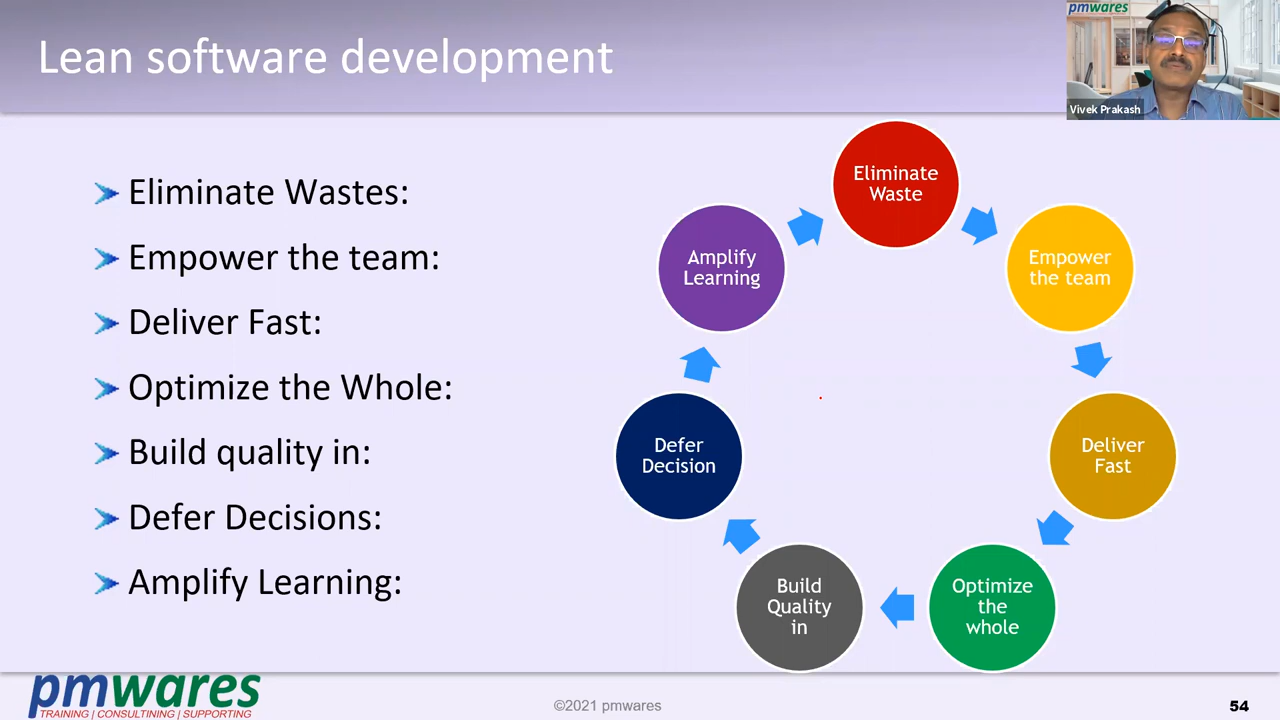 Lean software development
pmwares
Vivek Prakash
Eliminate Wastes:
Empower the team:
Deliver Fast:
Optimize the Whole:
Build quality in:
Defer Decisions:
Amplify Learning:
Eliminate
Waste
Empower
the team
Deliver
Fast
Optimize
the
whole
Build
Quality
in
Defer
Decision
Amplify
Learning
pmwares
TRAINING | CONSULTINING | SUPPORTING
©2021 pmwares
54